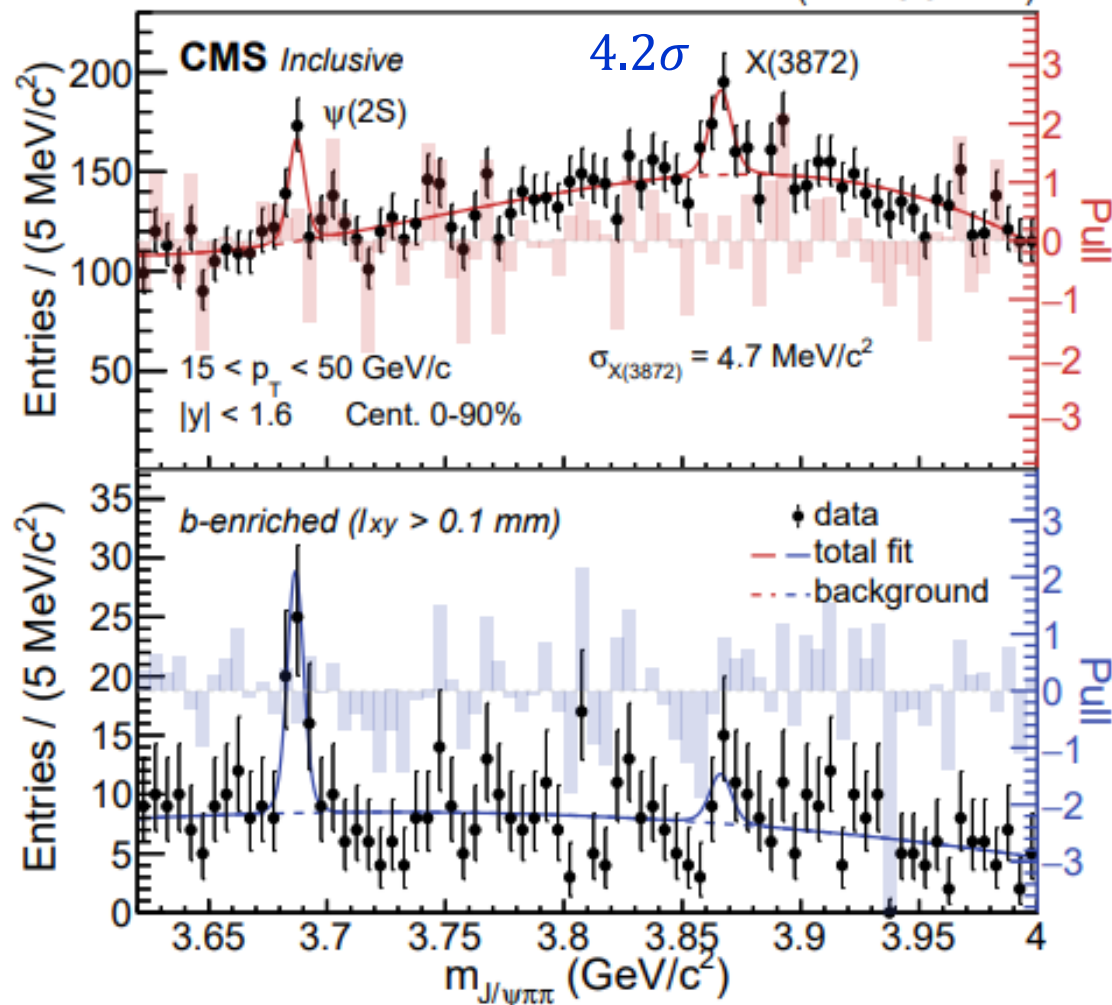 CMS Inclusive
4.2σ
X(3872)
ψ(2S)
200
150
100
50
Entries / (5 MeV/c²)
3
2
1
0
−1
−2
−3
Pull
15 < p_T < 50 GeV/c
σ_X(3872) = 4.7 MeV/c²
|y| < 1.6 Cent. 0-90%
b-enriched (l_xy > 0.1 mm)
data
total fit
background
35
30
25
20
15
10
5
0
Entries / (5 MeV/c²)
3
2
1
0
−1
−2
−3
Pull
3.65 3.7 3.75 3.8 3.85 3.9 3.95 4
m_J/ψππ (GeV/c²)